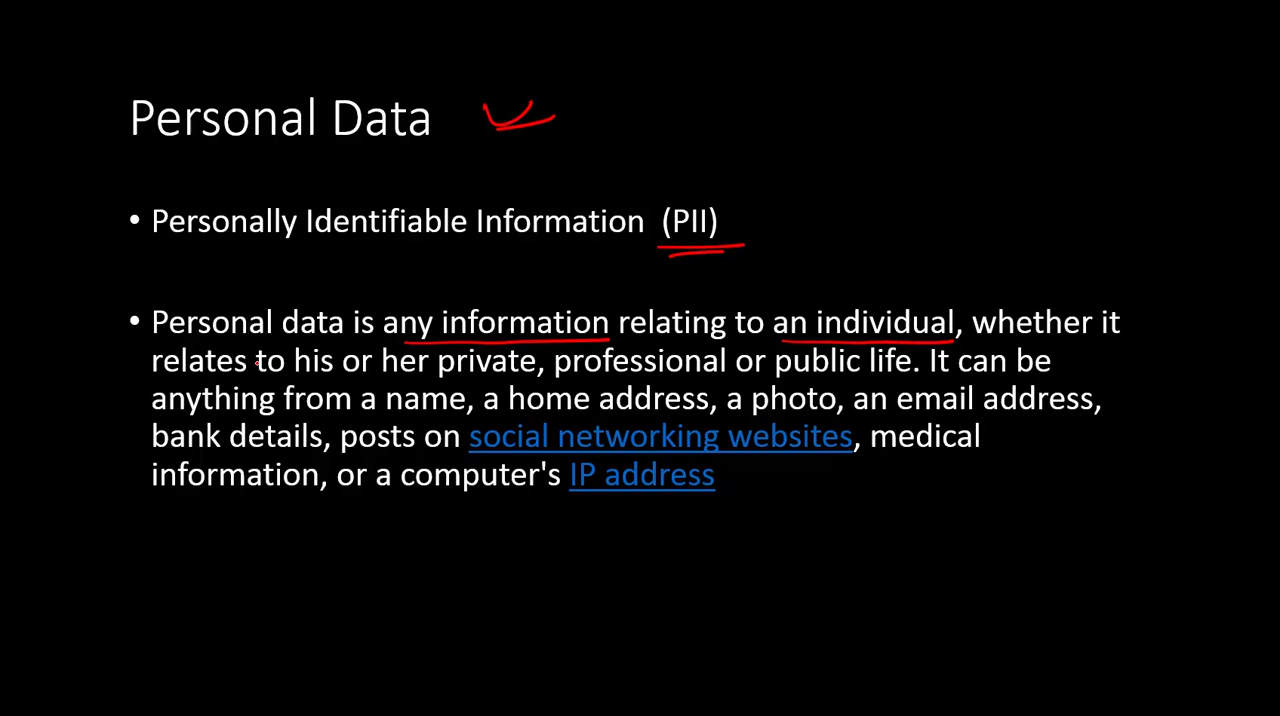 Personal Data
• Personally Identifiable Information (PII)
• Personal data is any information relating to an individual, whether it
relates to his or her private, professional or public life. It can be
anything from a name, a home address, a photo, an email address,
bank details, posts on social networking websites, medical
information, or a computer's IP address